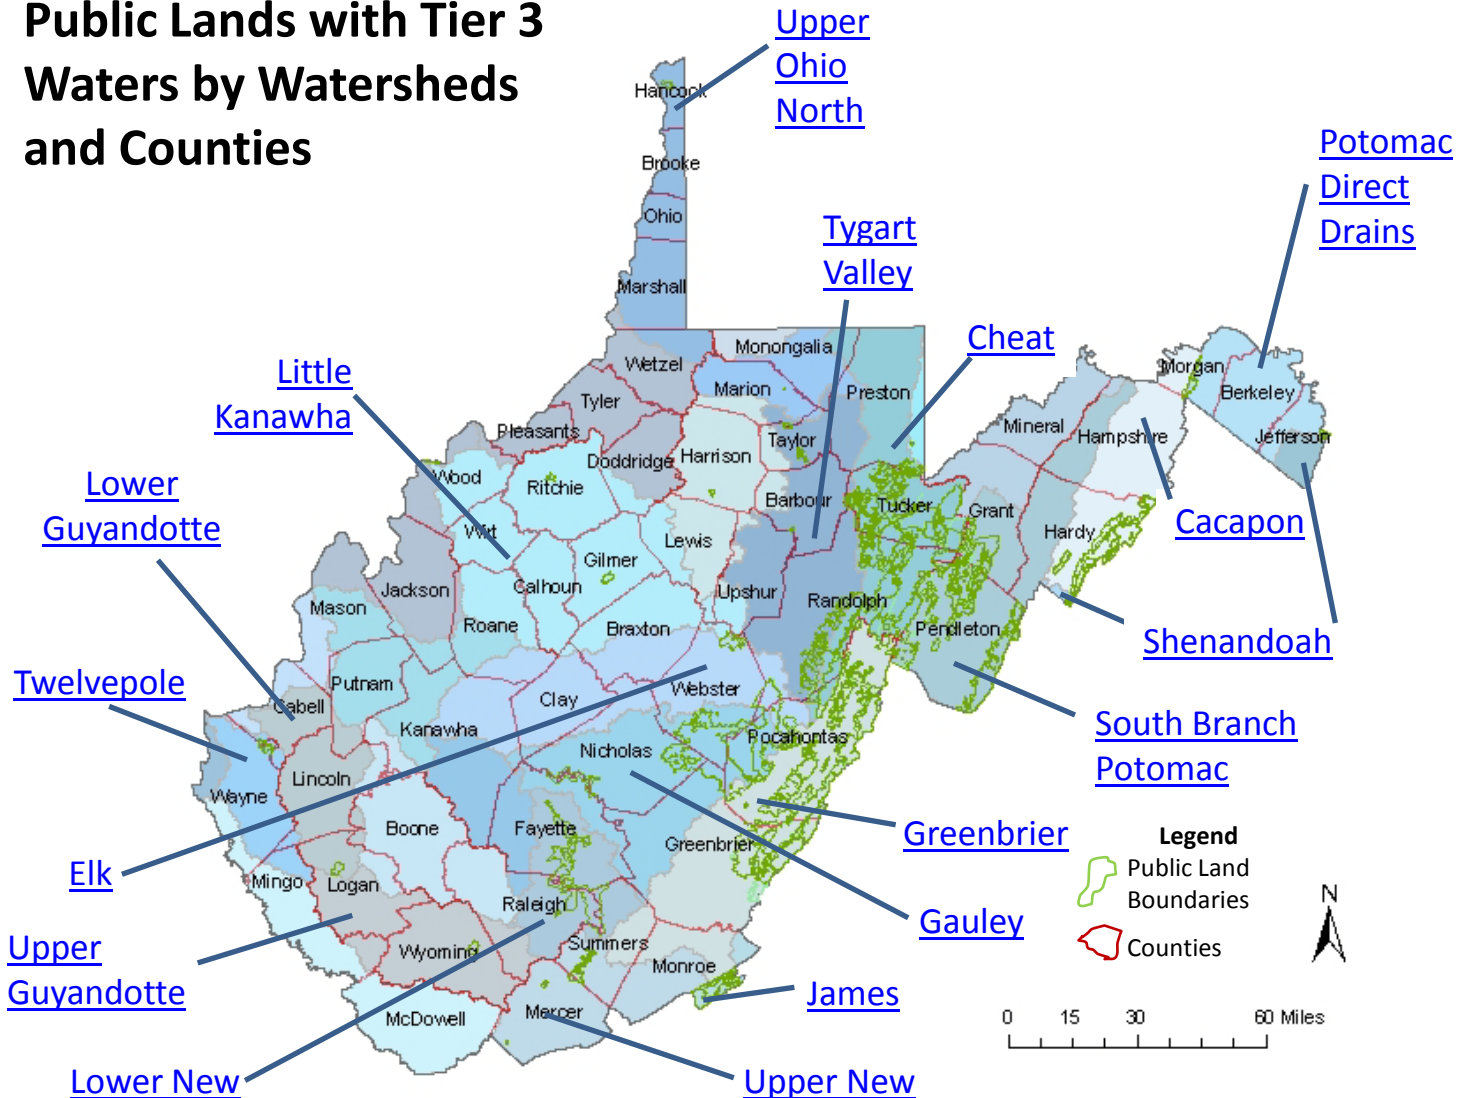 Public Lands with Tier 3
Waters by Watersheds
and Counties
Upper
Ohio
North
Potomac
Direct
Drains
Tygart
Valley
Cheat
Little
Kanawha
Lower
Guyandotte
Cacapon
Shenandoah
Twelvepole
South Branch
Potomac
Greenbrier
Elk
Gauley
Upper
Guyandotte
James
Lower New
Upper New
Hancock
Brooke
Ohio
Marshall
Wetzel
Monongalia
Marion
Preston
Morgan
Berkeley
Jefferson
Tyler
Pleasants
Doddridge
Harrison
Taylor
Mineral
Hampshire
Wood
Ritchie
Barbour
Tucker
Grant
Hardy
Wirt
Gilmer
Lewis
Calhoun
Upshur
Randolph
Jackson
Mason
Roane
Braxton
Pendleton
Putnam
Cabell
Clay
Webster
Kanawha
Nicholas
Pocahontas
Lincoln
Wayne
Boone
Fayette
Greenbrier
Mingo
Logan
Raleigh
Wyoming
Summers
Monroe
McDowell
Mercer
Legend
Public Land
Boundaries
Counties
N
0 15 30 60 Miles